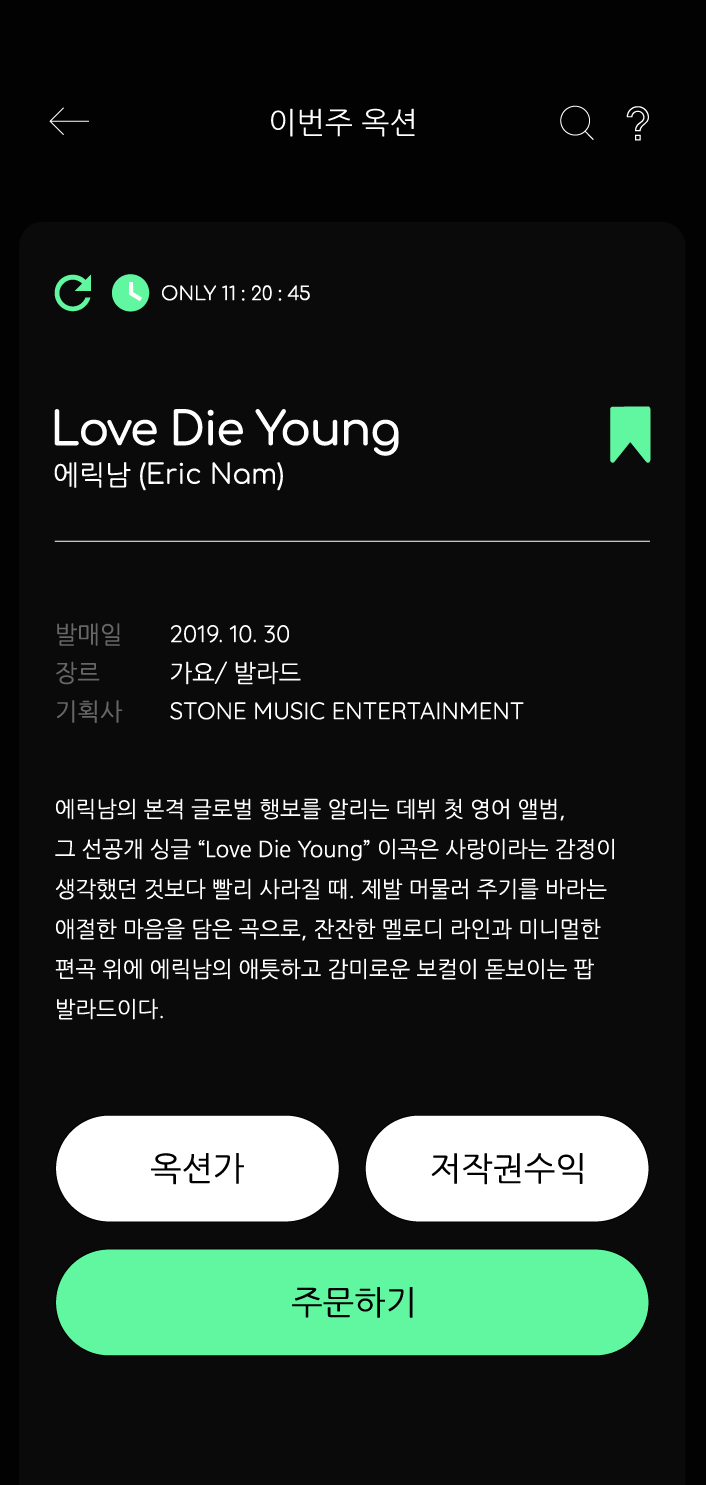 이번주 옥션
ONLY 11 : 20 : 45
Love Die Young
에릭남 (Eric Nam)
발매일 2019. 10. 30
장르 가요/ 발라드
기획사 STONE MUSIC ENTERTAINMENT
에릭남의 본격 글로벌 행보를 알리는 데뷔 첫 영어 앨범,
그 선공개 싱글 “Love Die Young” 이곡은 사랑이라는 감정이
생각했던 것보다 빨리 사라질 때. 제발 머물러 주기를 바라는
애절한 마음을 담은 곡으로, 잔잔한 멜로디 라인과 미니멀한
편곡 위에 에릭남의 애틋하고 감미로운 보컬이 돋보이는 팝
발라드이다.
옥션가 저작권수익
주문하기